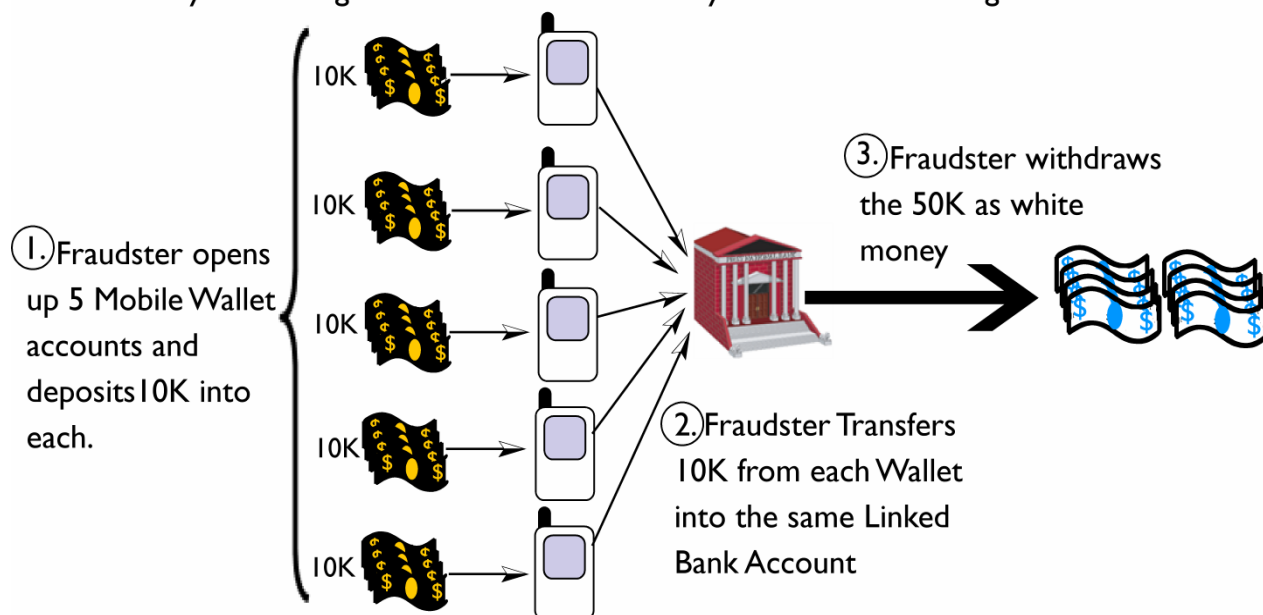 1. Fraudster opens
up 5 Mobile Wallet
accounts and
deposits10K into
each.
10K
10K
10K
10K
10K
2. Fraudster Transfers
10K from each Wallet
into the same Linked
Bank Account
3. Fraudster withdraws
the 50K as white
money